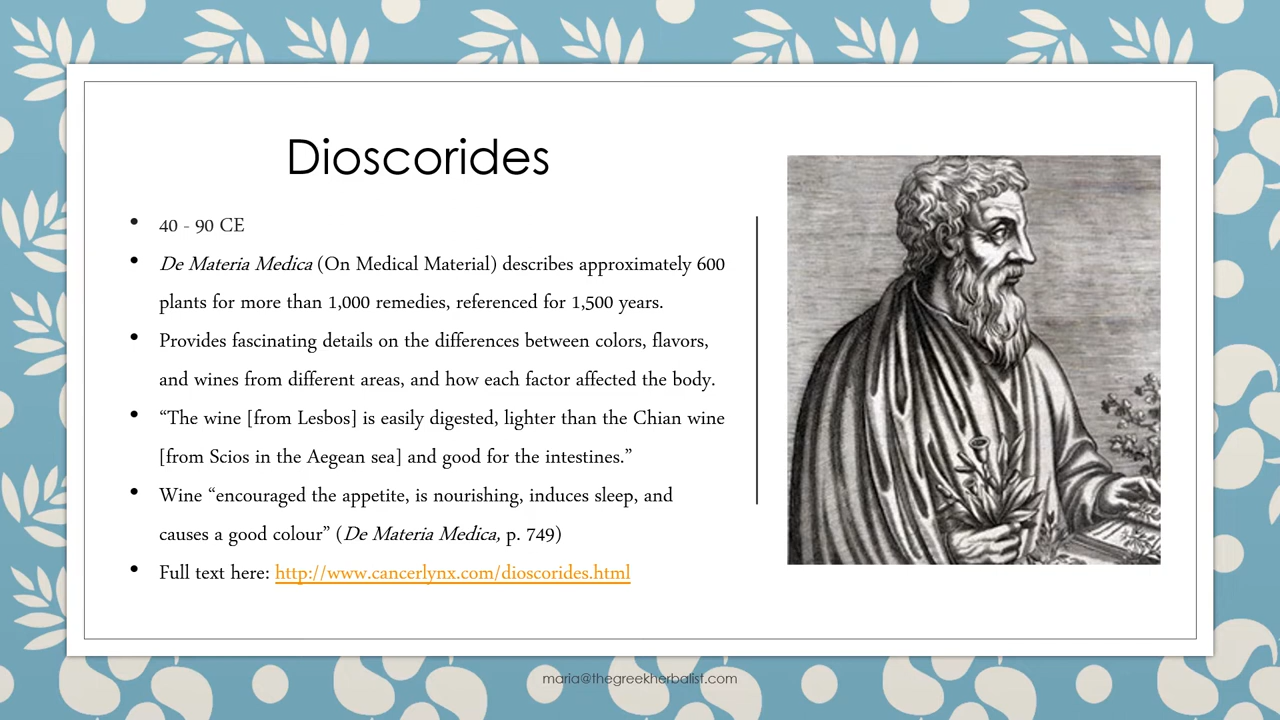 Dioscorides
• 40 - 90 CE
• De Materia Medica (On Medical Material) describes approximately 600
plants for more than 1,000 remedies, referenced for 1,500 years.
• Provides fascinating details on the differences between colors, flavors,
and wines from different areas, and how each factor affected the body.
• “The wine [from Lesbos] is easily digested, lighter than the Chian wine
[from Scios in the Aegean sea] and good for the intestines.”
• Wine “encouraged the appetite, is nourishing, induces sleep, and
causes a good colour” (De Materia Medica, p. 749)
• Full text here: http://www.cancerlynx.com/dioscorides.html
maria@thegreekherbalist.com